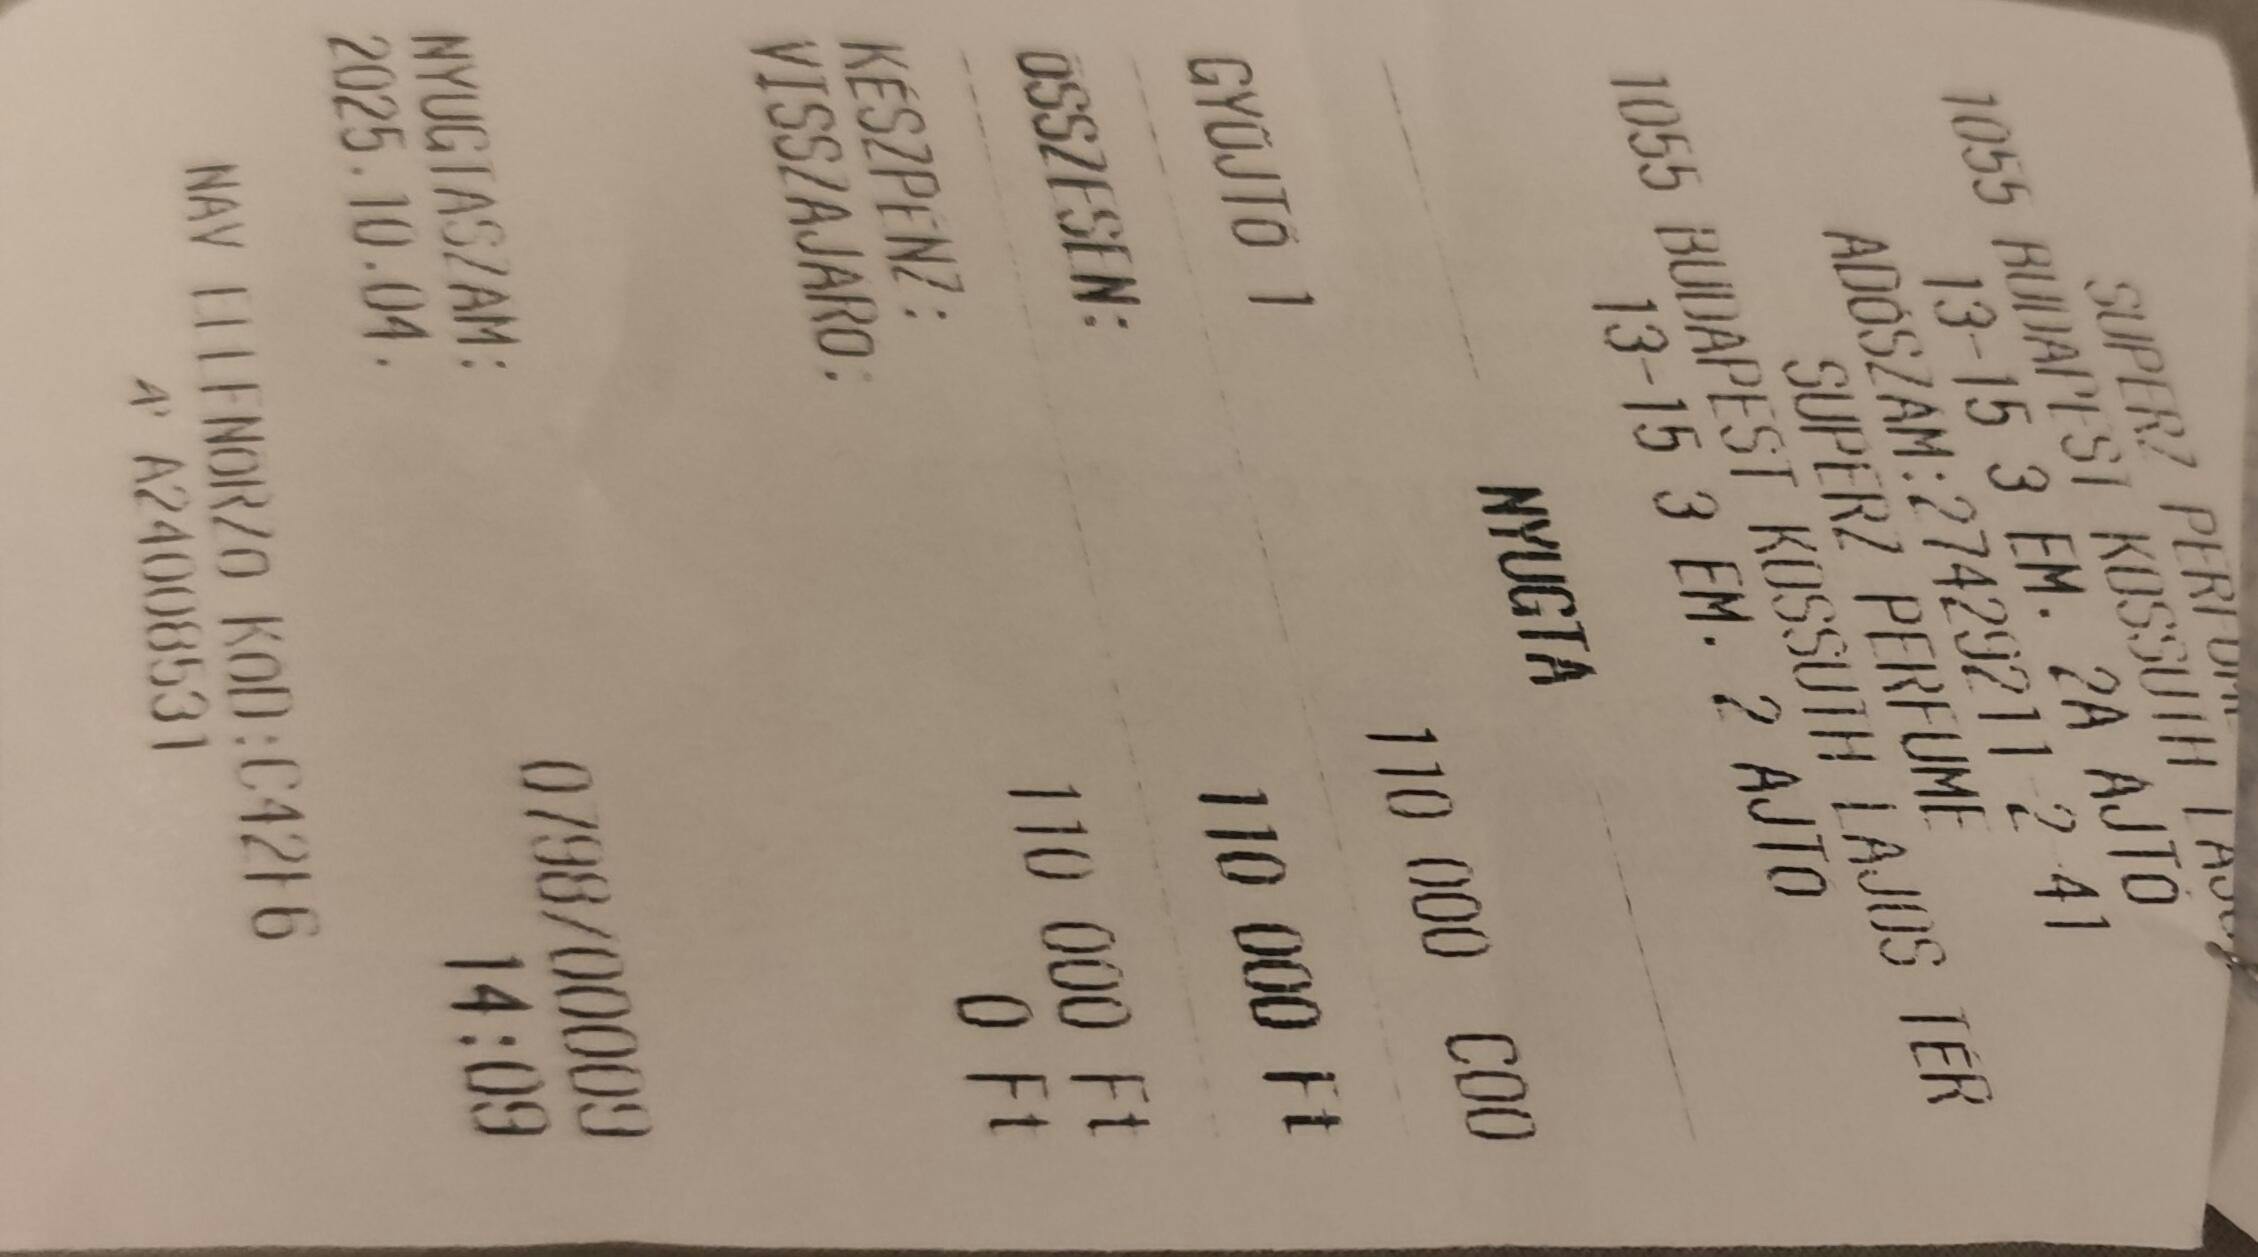 SUPERZ PERFUME
1055 BUDAPEST KOSSUTH
13-15 3 EM. 2A AJTÓ
ADÓSZÁM:27429211-2-41
SUPERZ PERFUME
1055 BUDAPEST KOSSUTH LAJOS TÉR
13-15 3 EM. 2 AJTÓ
NYUGTA
GYŰJTŐ 1 110 000 C00
ÖSSZESEN: 110 000 Ft
KÉSZPÉNZ: 110 000 Ft
VISSZAJÁRÓ: 0 Ft
NYUGTASZÁM: 0798/00009
2025.10.04. 14:09
NAV ELLENŐRZŐ KÓD:C42F6
A24008531